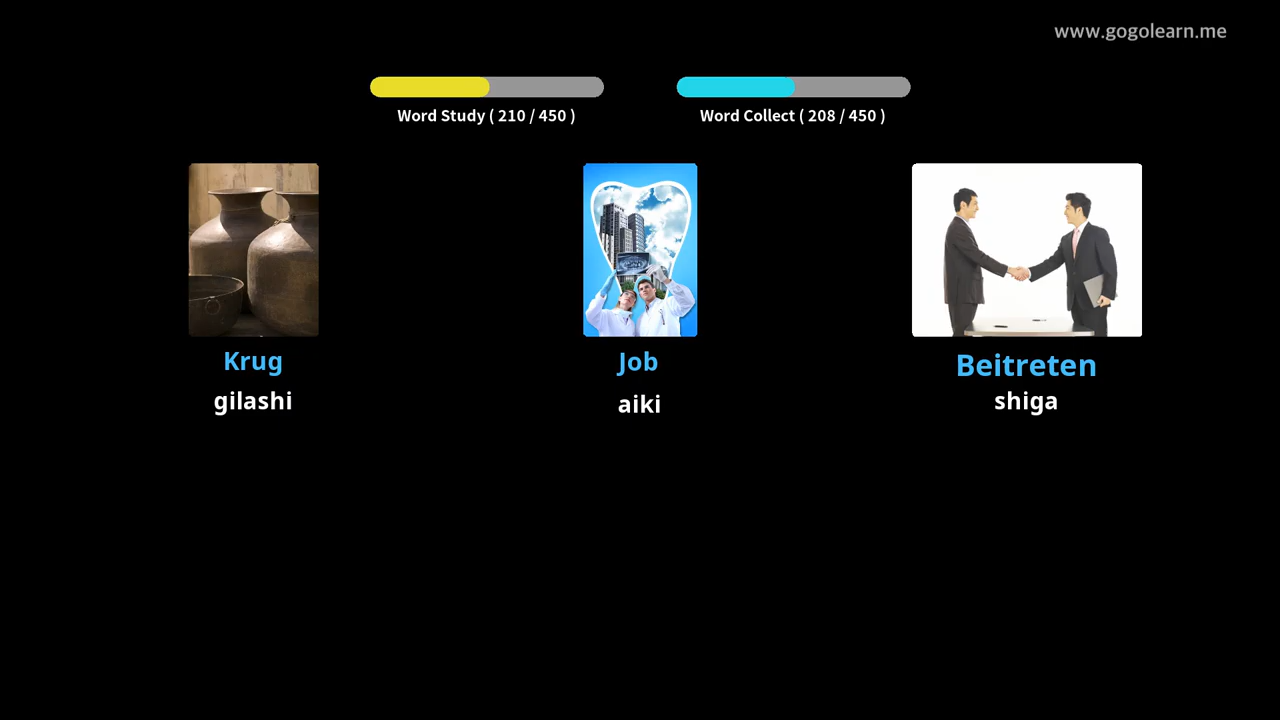 www.gogolearn.me
Word Study ( 210 / 450 )
Word Collect ( 208 / 450 )
Krug
Job
Beitreten
gilashi
aiki
shiga